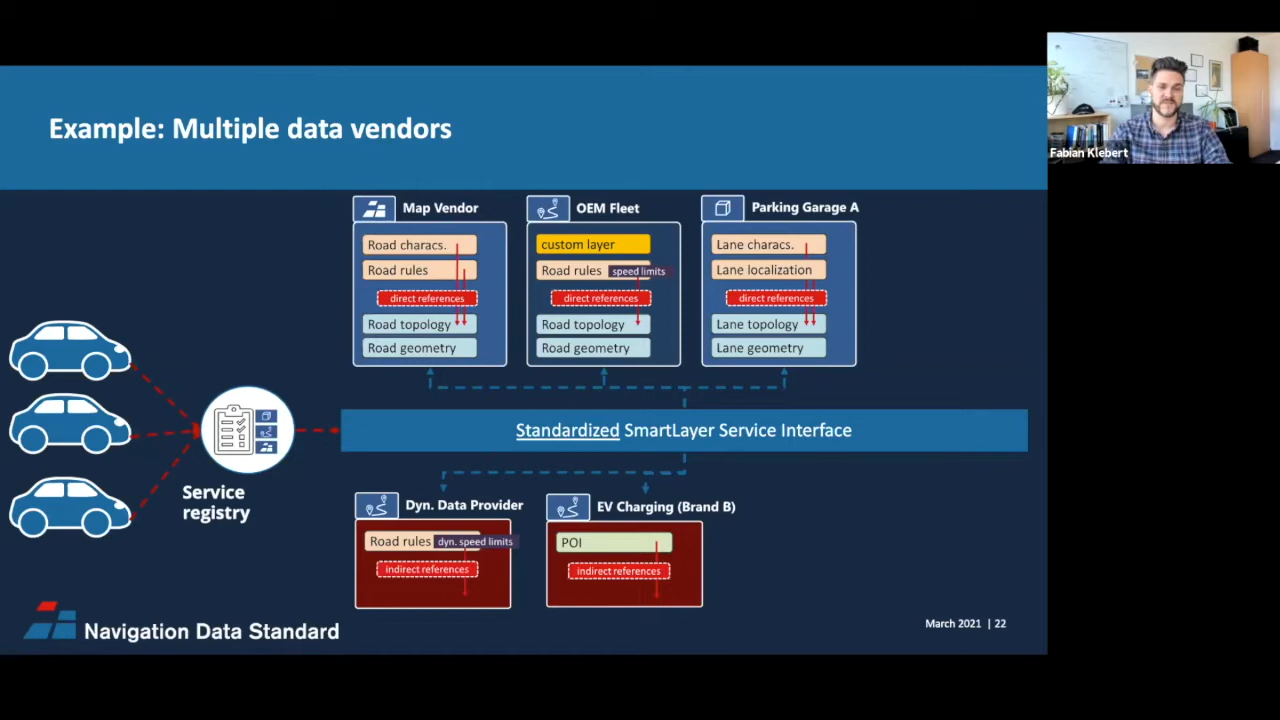 Fabian Klebert
Example: Multiple data vendors
Map Vendor
Road characs.
Road rules
direct references
Road topology
Road geometry
OEM Fleet
custom layer
Road rules speed limits
direct references
Road topology
Road geometry
Parking Garage A
Lane characs.
Lane localization
direct references
Lane topology
Lane geometry
Standardized SmartLayer Service Interface
Service
registry
Dyn. Data Provider
Road rules dyn. speed limits
indirect references
EV Charging (Brand B)
POI
indirect references
Navigation Data Standard
March 2021 | 22